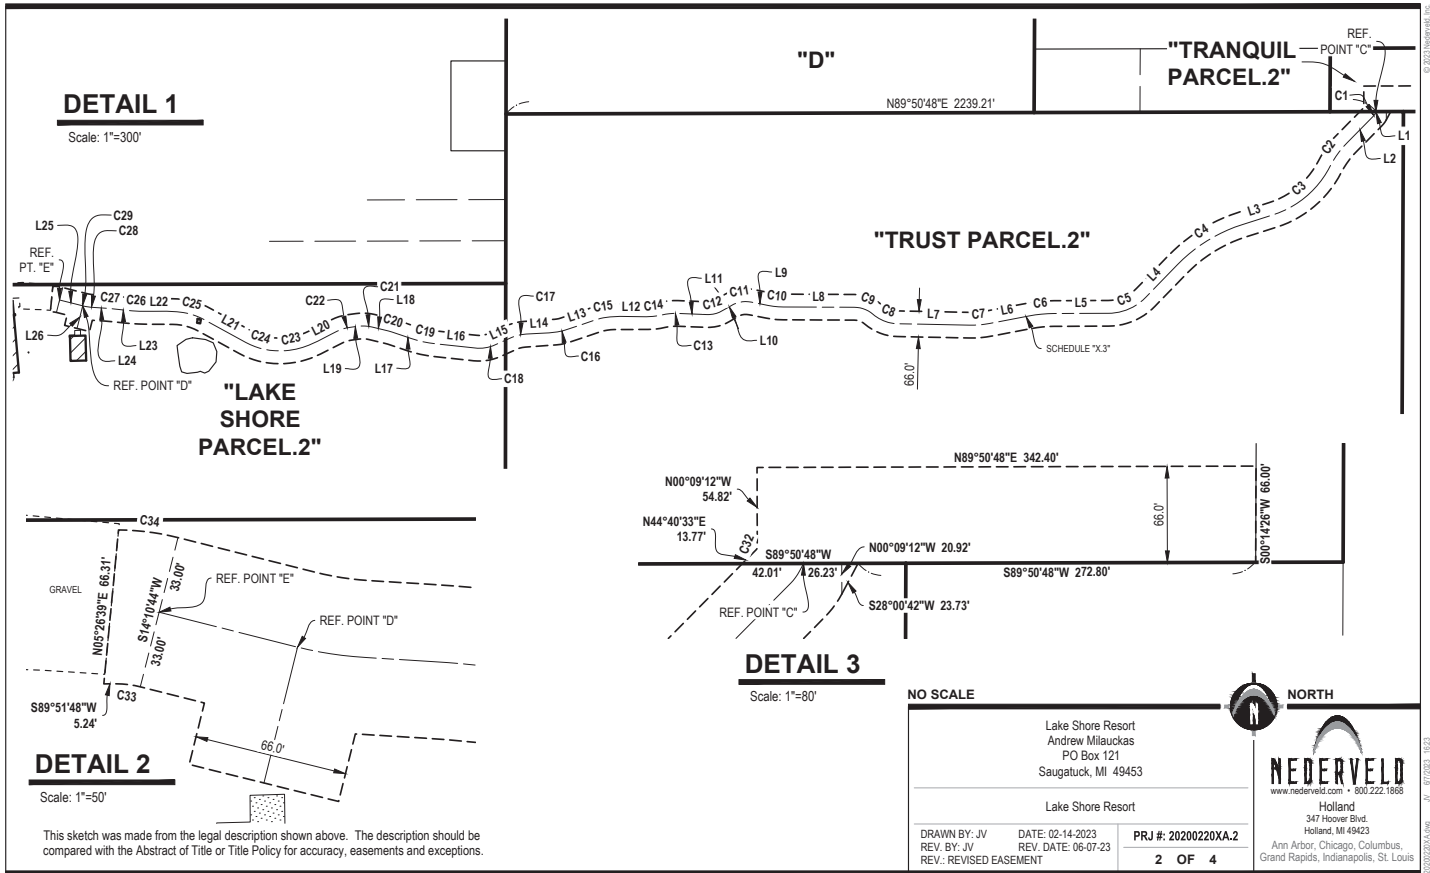 © 2023 Nederveld, Inc.
"D"
"TRANQUIL
PARCEL.2"
REF.
POINT "C"
C1
L1
L2
N89°50'48"E 2239.21'
DETAIL 1
Scale: 1"=300'
"TRUST PARCEL.2"
C2
C3
L3
C4
L4
C5
L5
C6
L6
C7
L7
C8
C9
L8
C10
L9
C11
L10
C12
L11
C13
C14
L12
C15
L13
C16
L14
C17
L15
C18
L16
C19
L17
C20
L18
C21
C22
L19
L20
C23
C24
L21
C25
L22
C26
L23
C27
L24
C28
C29
L25
L26
REF.
PT. "E"
REF. POINT "D"
SCHEDULE "X.3"
66.0'
"LAKE
SHORE
PARCEL.2"
C34
GRAVEL
N05°26'39"E 66.31'
S14°10'44"W
33.00'
33.00'
REF. POINT "E"
REF. POINT "D"
C33
S89°51'48"W
5.24'
66.0'
DETAIL 2
Scale: 1"=50'
This sketch was made from the legal description shown above. The description should be
compared with the Abstract of Title or Title Policy for accuracy, easements and exceptions.
N89°50'48"E 342.40'
N00°09'12"W
54.82'
N44°40'33"E
13.77'
C32
S89°50'48"W
42.01'
26.23'
N00°09'12"W 20.92'
66.0'
S00°14'26"W 66.00'
S89°50'48"W 272.80'
S28°00'42"W 23.73'
REF. POINT "C"
DETAIL 3
Scale: 1"=80'
NO SCALE
N
NORTH
Lake Shore Resort
Andrew Milauckas
PO Box 121
Saugatuck, MI 49453
Lake Shore Resort
DRAWN BY: JV DATE: 02-14-2023
REV. BY: JV REV. DATE: 06-07-23
REV.: REVISED EASEMENT
PRJ #: 20200220XA.2
2 OF 4
NEDERVELD
www.nederveld.com • 800.222.1868
Holland
347 Hoover Blvd.
Holland, MI 49423
Ann Arbor, Chicago, Columbus,
Grand Rapids, Indianapolis, St. Louis
20200220XA.dwg JV 6/7/2023 16:23